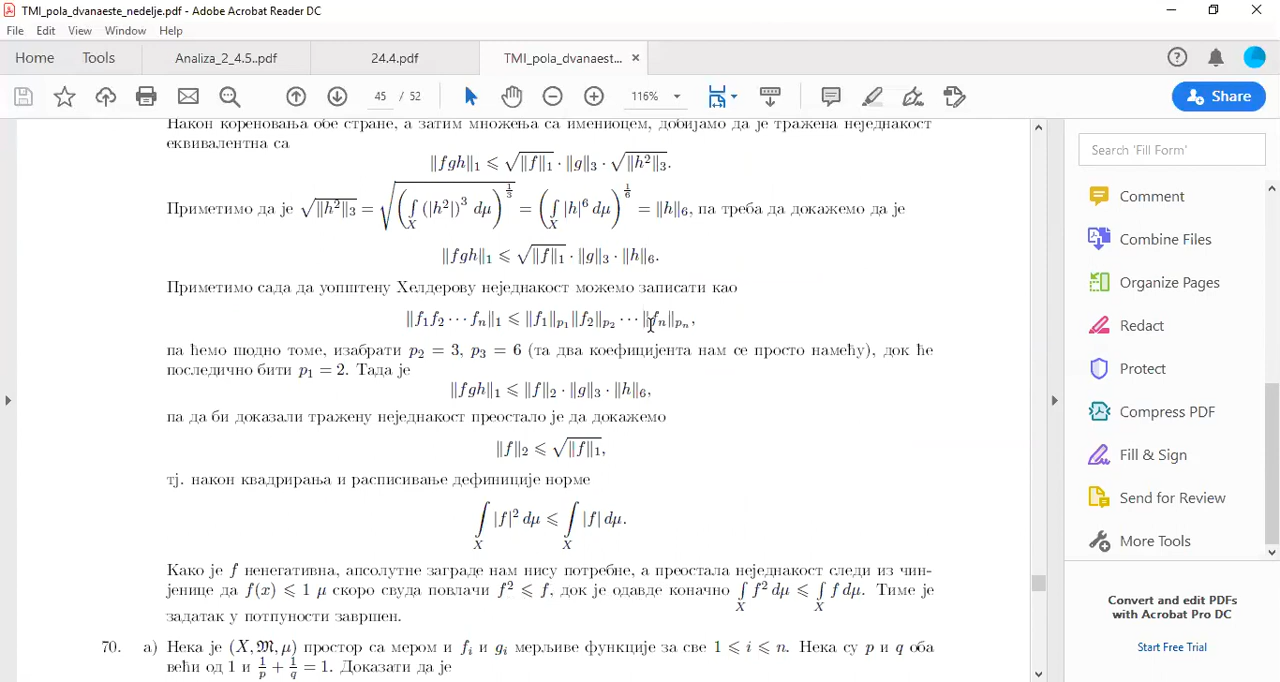 TMI_pola_dvanaeste_nedelje.pdf - Adobe Acrobat Reader DC
File Edit View Window Help
Home Tools Analiza_2_4.5..pdf 24.4.pdf TMI_pola_dvanaest... ×
45 / 52 116% Share
Након кореновања обе стране, а затим множења са имениоцем, добијамо да је тражена неједнакост
еквивалентна са
‖fgh‖₁ ⩽ √‖f‖₁ · ‖g‖₃ · √‖h²‖₃.
Приметимо да је √‖h²‖₃ = √((∫_X (|h²|)³ dμ)^{1/3}) = (∫_X |h|⁶ dμ)^{1/6} = ‖h‖₆, па треба да докажемо да је
‖fgh‖₁ ⩽ √‖f‖₁ · ‖g‖₃ · ‖h‖₆.
Приметимо сада да уопштену Хелдерову неједнакост можемо записати као
‖f₁f₂ ··· fₙ‖₁ ⩽ ‖f₁‖_{p₁} ‖f₂‖_{p₂} ··· ‖fₙ‖_{pₙ},
па ћемо шодно томе, изабрати p₂ = 3, p₃ = 6 (та два коефицијента нам се просто намећу), док ће
последично бити p₁ = 2. Тада је
‖fgh‖₁ ⩽ ‖f‖₂ · ‖g‖₃ · ‖h‖₆,
па да би доказали тражену неједнакост преостало је да докажемо
‖f‖₂ ⩽ √‖f‖₁,
тј. након квадрирања и расписивање дефиниције норме
∫_X |f|² dμ ⩽ ∫_X |f| dμ.
Како је f ненегативна, апсолутне заграде нам нису потребне, а преостала неједнакост следи из чин-
јенице да f(x) ⩽ 1 μ скоро свуда повлачи f² ⩽ f, док је одавде коначно ∫_X f² dμ ⩽ ∫_X f dμ. Тиме је
задатак у потпуности завршен.
70. а) Нека је (X, 𝔐, μ) простор са мером и fᵢ и gᵢ мерљиве функције за све 1 ⩽ i ⩽ n. Нека су p и q оба
већи од 1 и 1/p + 1/q = 1. Доказати да је
Search 'Fill Form'
Comment
Combine Files
Organize Pages
Redact
Protect
Compress PDF
Fill & Sign
Send for Review
More Tools
Convert and edit PDFs
with Acrobat Pro DC
Start Free Trial